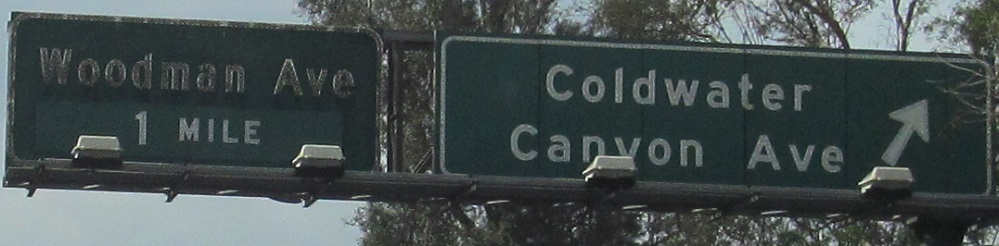 Woodman Ave
1 MILE
Coldwater
Canyon Ave